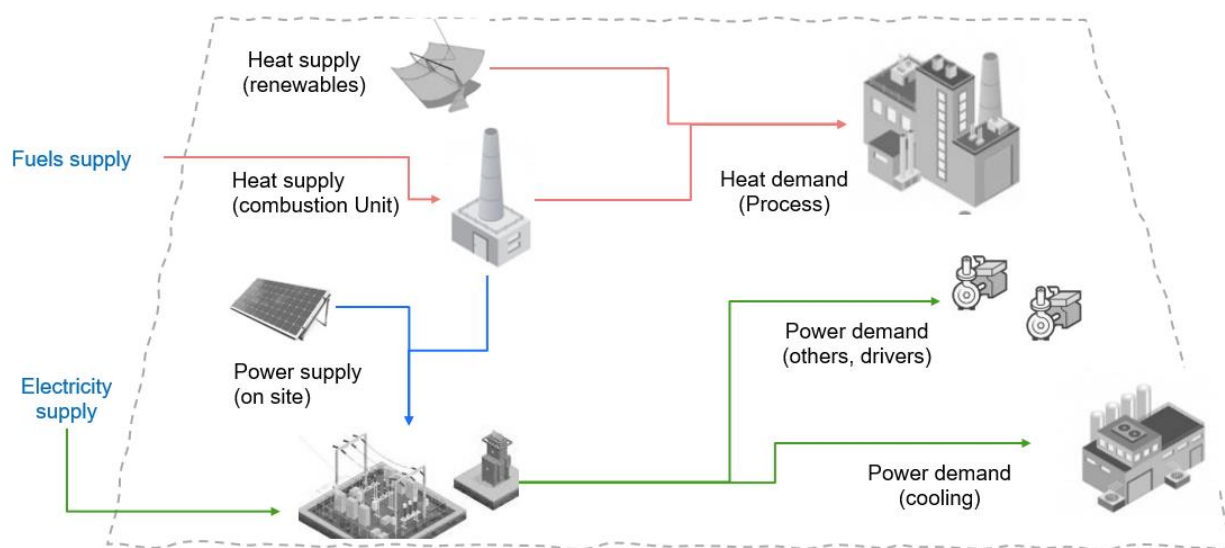 Heat supply
(renewables)
Fuels supply
Heat supply
(combustion Unit)
Heat demand
(Process)
Power supply
(on site)
Power demand
(others, drivers)
Electricity
supply
Power demand
(cooling)